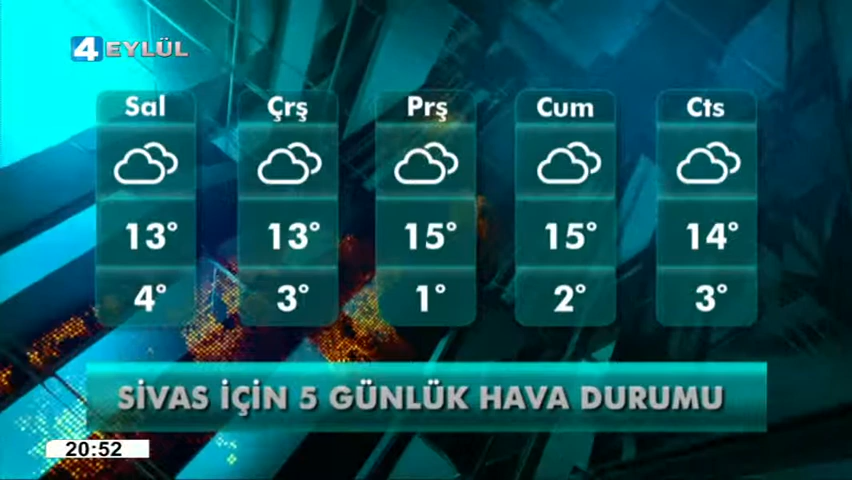 4 EYLÜL
Sal Çrş Prş Cum Cts
13° 13° 15° 15° 14°
4° 3° 1° 2° 3°
SİVAS İÇİN 5 GÜNLÜK HAVA DURUMU
20:52